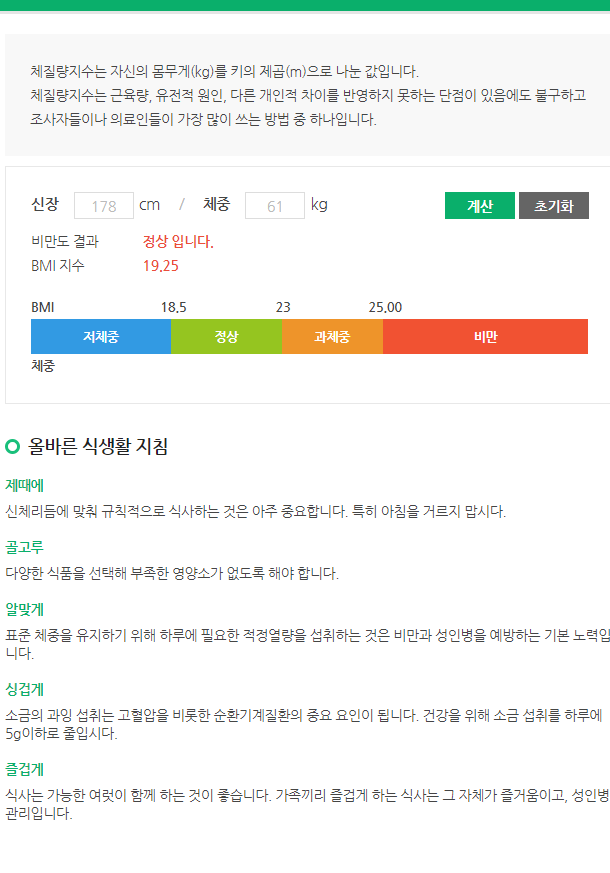 체질량지수는 자신의 몸무게(kg)를 키의 제곱(m)으로 나눈 값입니다.
체질량지수는 근육량, 유전적 원인, 다른 개인적 차이를 반영하지 못하는 단점이 있음에도 불구하고
조사자들이나 의료인들이 가장 많이 쓰는 방법 중 하나입니다.
신장 178 cm / 체중 61 kg 계산 초기화
비만도 결과 정상 입니다.
BMI 지수 19.25
BMI 18.5 23 25.00
저체중 정상 과체중 비만
체중
올바른 식생활 지침
제때에
신체리듬에 맞춰 규칙적으로 식사하는 것은 아주 중요합니다. 특히 아침을 거르지 맙시다.
골고루
다양한 식품을 선택해 부족한 영양소가 없도록 해야 합니다.
알맞게
표준 체중을 유지하기 위해 하루에 필요한 적정열량을 섭취하는 것은 비만과 성인병을 예방하는 기본 노력입
니다.
싱겁게
소금의 과잉 섭취는 고혈압을 비롯한 순환기계질환의 중요 요인이 됩니다. 건강을 위해 소금 섭취를 하루에
5g이하로 줄입시다.
즐겁게
식사는 가능한 여럿이 함께 하는 것이 좋습니다. 가족끼리 즐겁게 하는 식사는 그 자체가 즐거움이고, 성인병
관리입니다.